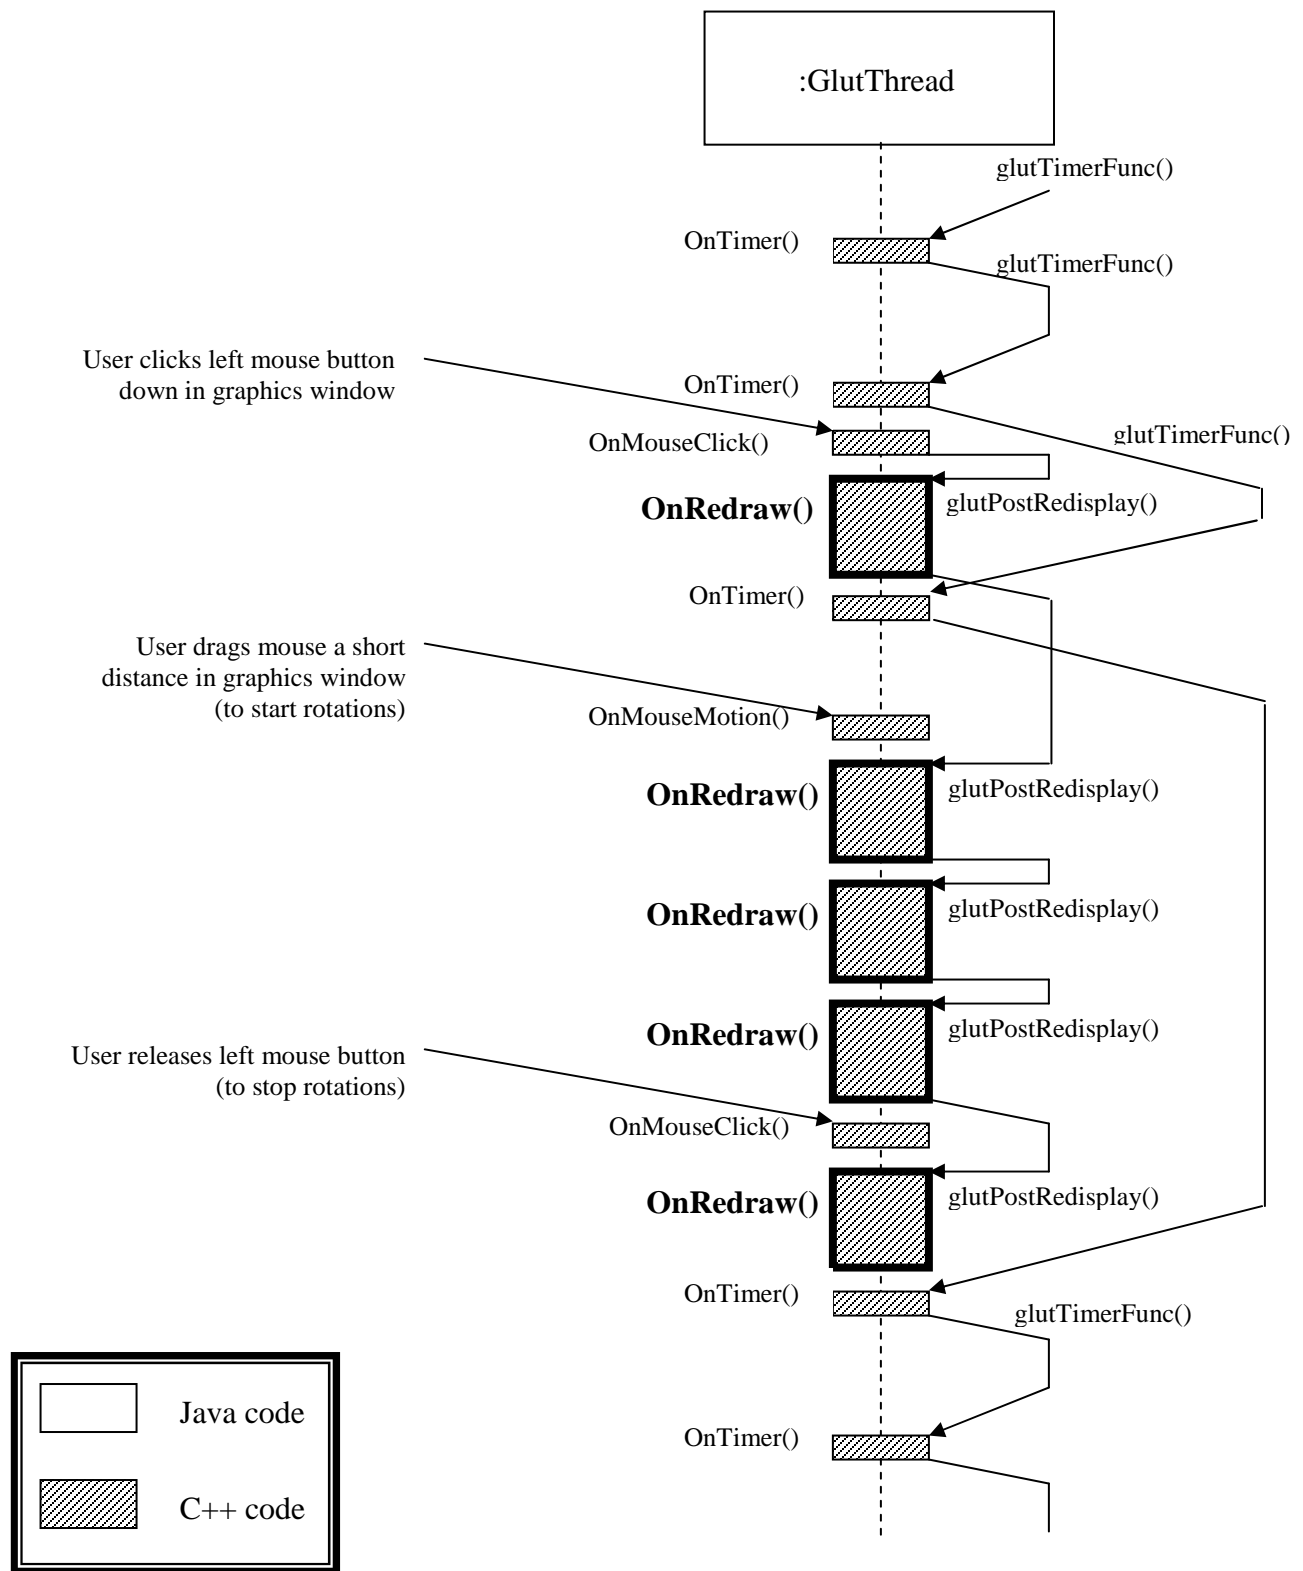 :GlutThread
glutTimerFunc()
OnTimer()
glutTimerFunc()
User clicks left mouse button
down in graphics window
OnTimer()
glutTimerFunc()
OnMouseClick()
OnRedraw()
glutPostRedisplay()
OnTimer()
User drags mouse a short
distance in graphics window
(to start rotations)
OnMouseMotion()
OnRedraw()
glutPostRedisplay()
OnRedraw()
glutPostRedisplay()
OnRedraw()
glutPostRedisplay()
User releases left mouse button
(to stop rotations)
OnMouseClick()
OnRedraw()
glutPostRedisplay()
OnTimer()
glutTimerFunc()
OnTimer()
Java code
C++ code